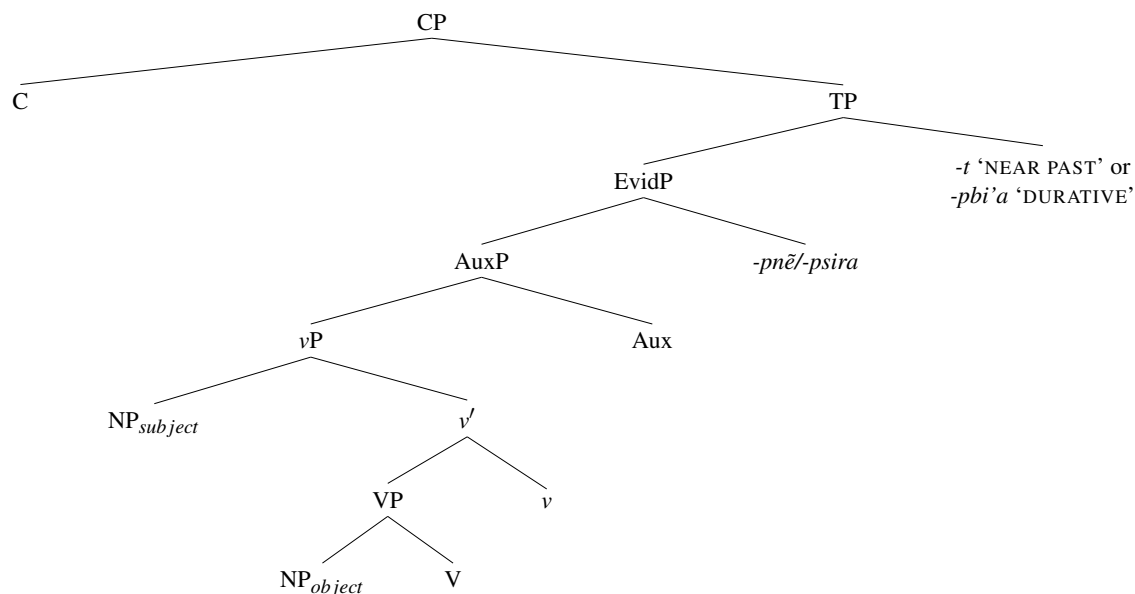 CP
C TP
EvidP -t ‘NEAR PAST’ or
-pbi’a ‘DURATIVE’
AuxP -pnẽ/-psira
vP Aux
NPsubject v′
VP v
NPobject V